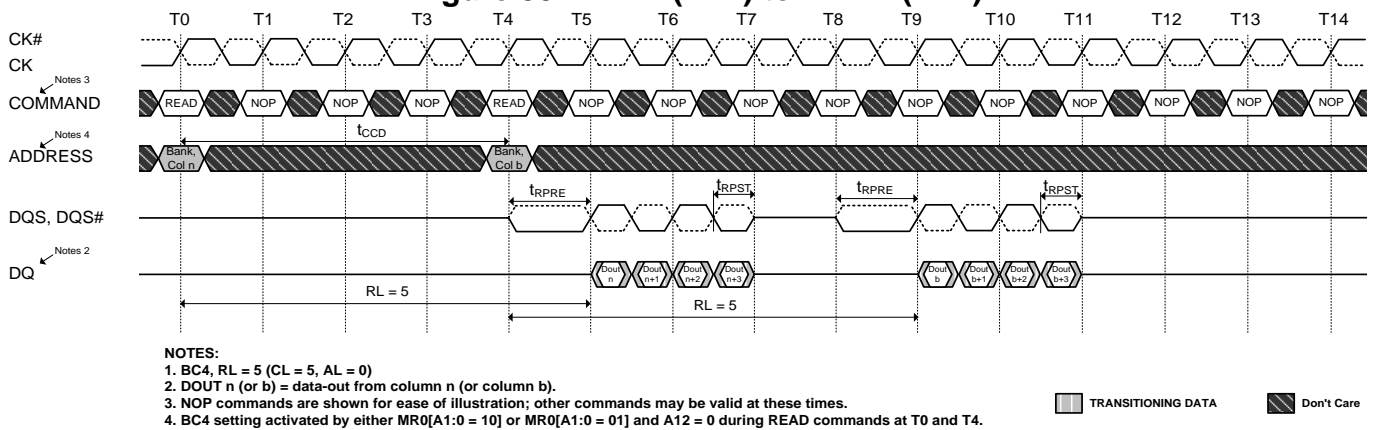 T0 T1 T2 T3 T4 T5 T6 T7 T8 T9 T10 T11 T12 T13 T14
CK#
CK
Notes 3
COMMAND READ NOP NOP NOP READ NOP NOP NOP NOP NOP NOP NOP NOP NOP NOP
Notes 4
tCCD
ADDRESS Bank, Col n Bank, Col b
tRPRE tRPST tRPRE tRPST
DQS, DQS#
Notes 2
DQ Dout n Dout n+1 Dout n+2 Dout n+3 Dout b Dout b+1 Dout b+2 Dout b+3
RL = 5
RL = 5
NOTES:
1. BC4, RL = 5 (CL = 5, AL = 0)
2. DOUT n (or b) = data-out from column n (or column b).
3. NOP commands are shown for ease of illustration; other commands may be valid at these times.
4. BC4 setting activated by either MR0[A1:0 = 10] or MR0[A1:0 = 01] and A12 = 0 during READ commands at T0 and T4.
TRANSITIONING DATA Don't Care